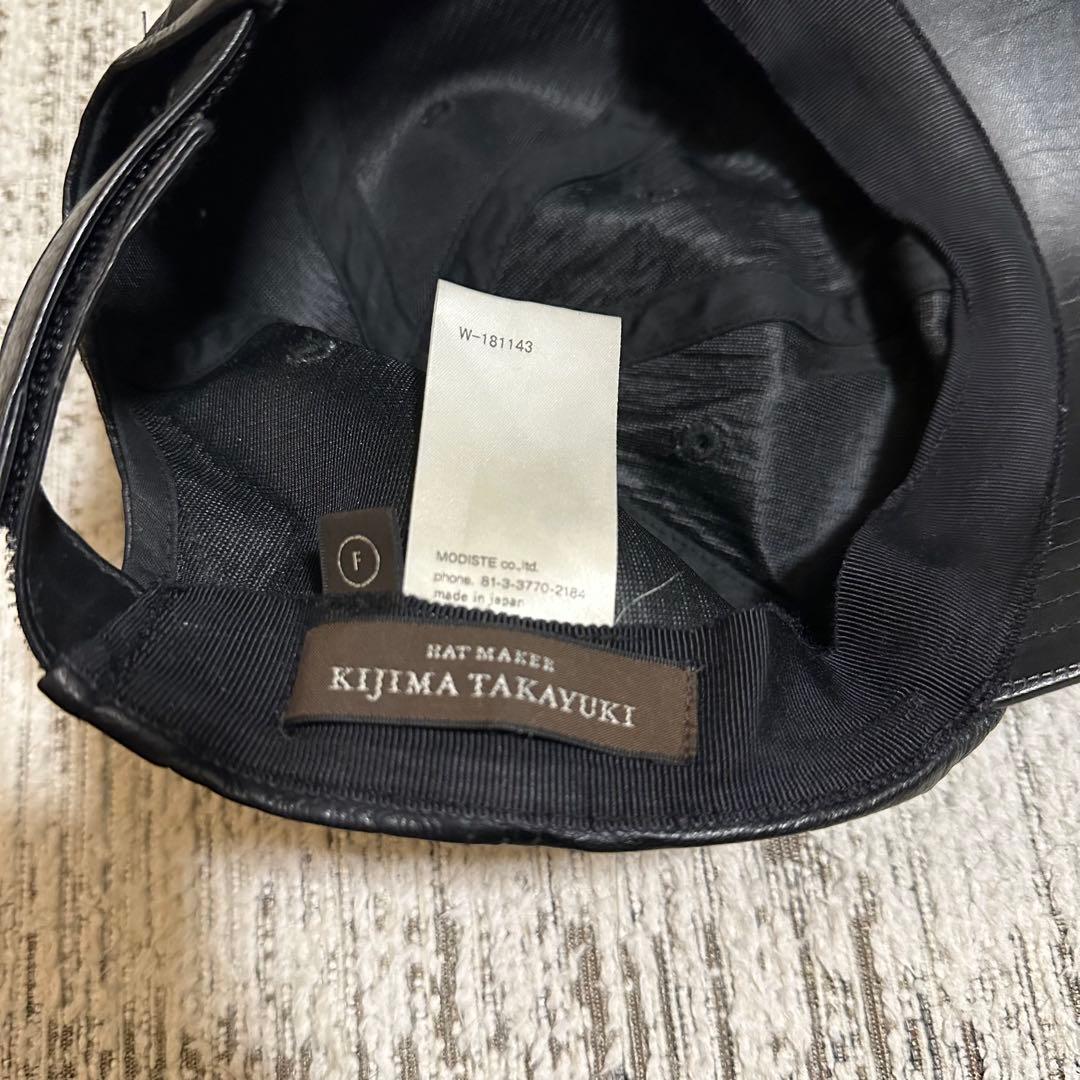 W-181143
MODISTE co.,ltd.
phone. 81-3-3770-2184
made in japan
F
HAT MAKER
KIJIMA TAKAYUKI